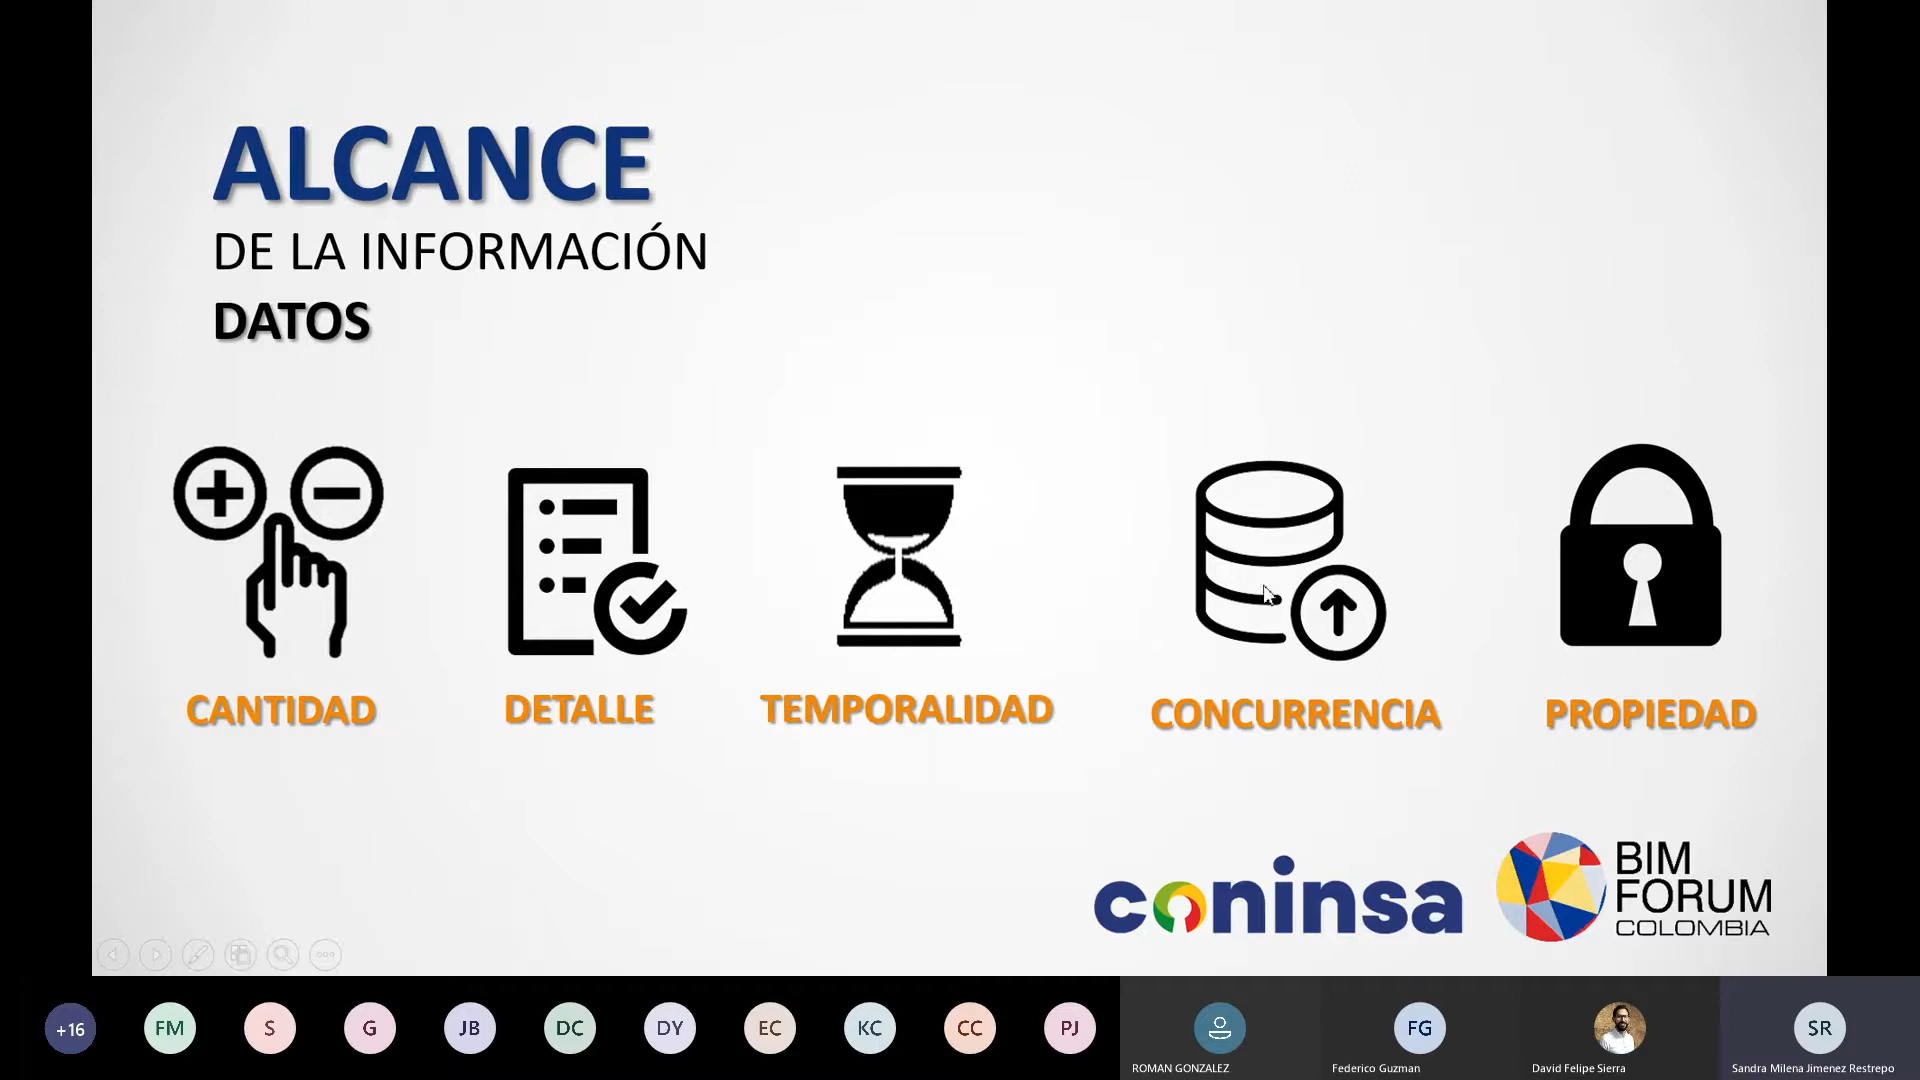 ALCANCE
DE LA INFORMACIÓN
DATOS
CANTIDAD
DETALLE
TEMPORALIDAD
CONCURRENCIA
PROPIEDAD
coninsa
BIM
FORUM
COLOMBIA
+16
FM
S
G
JB
DC
DY
EC
KC
CC
PJ
ROMAN GONZALEZ
FG
Federico Guzman
David Felipe Sierra
SR
Sandra Milena Jimenez Restrepo